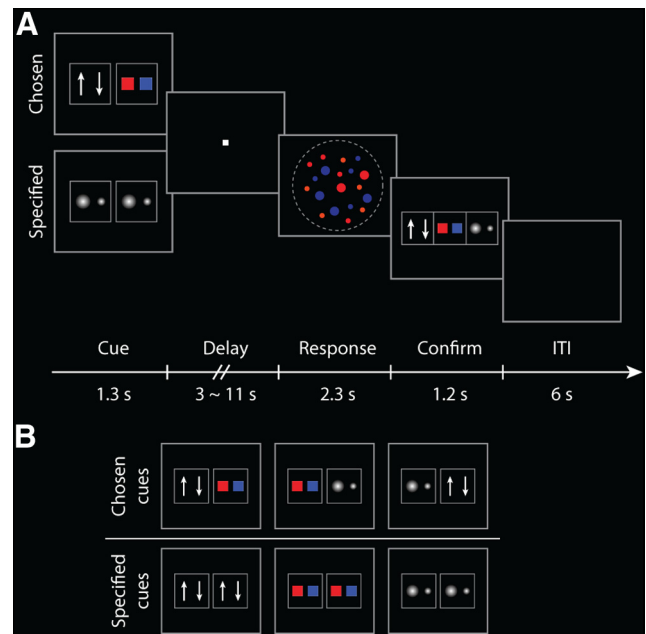 A
Chosen
Specified
Cue Delay Response Confirm ITI
1.3 s 3 ~ 11 s 2.3 s 1.2 s 6 s
B
Chosen
cues
Specified
cues